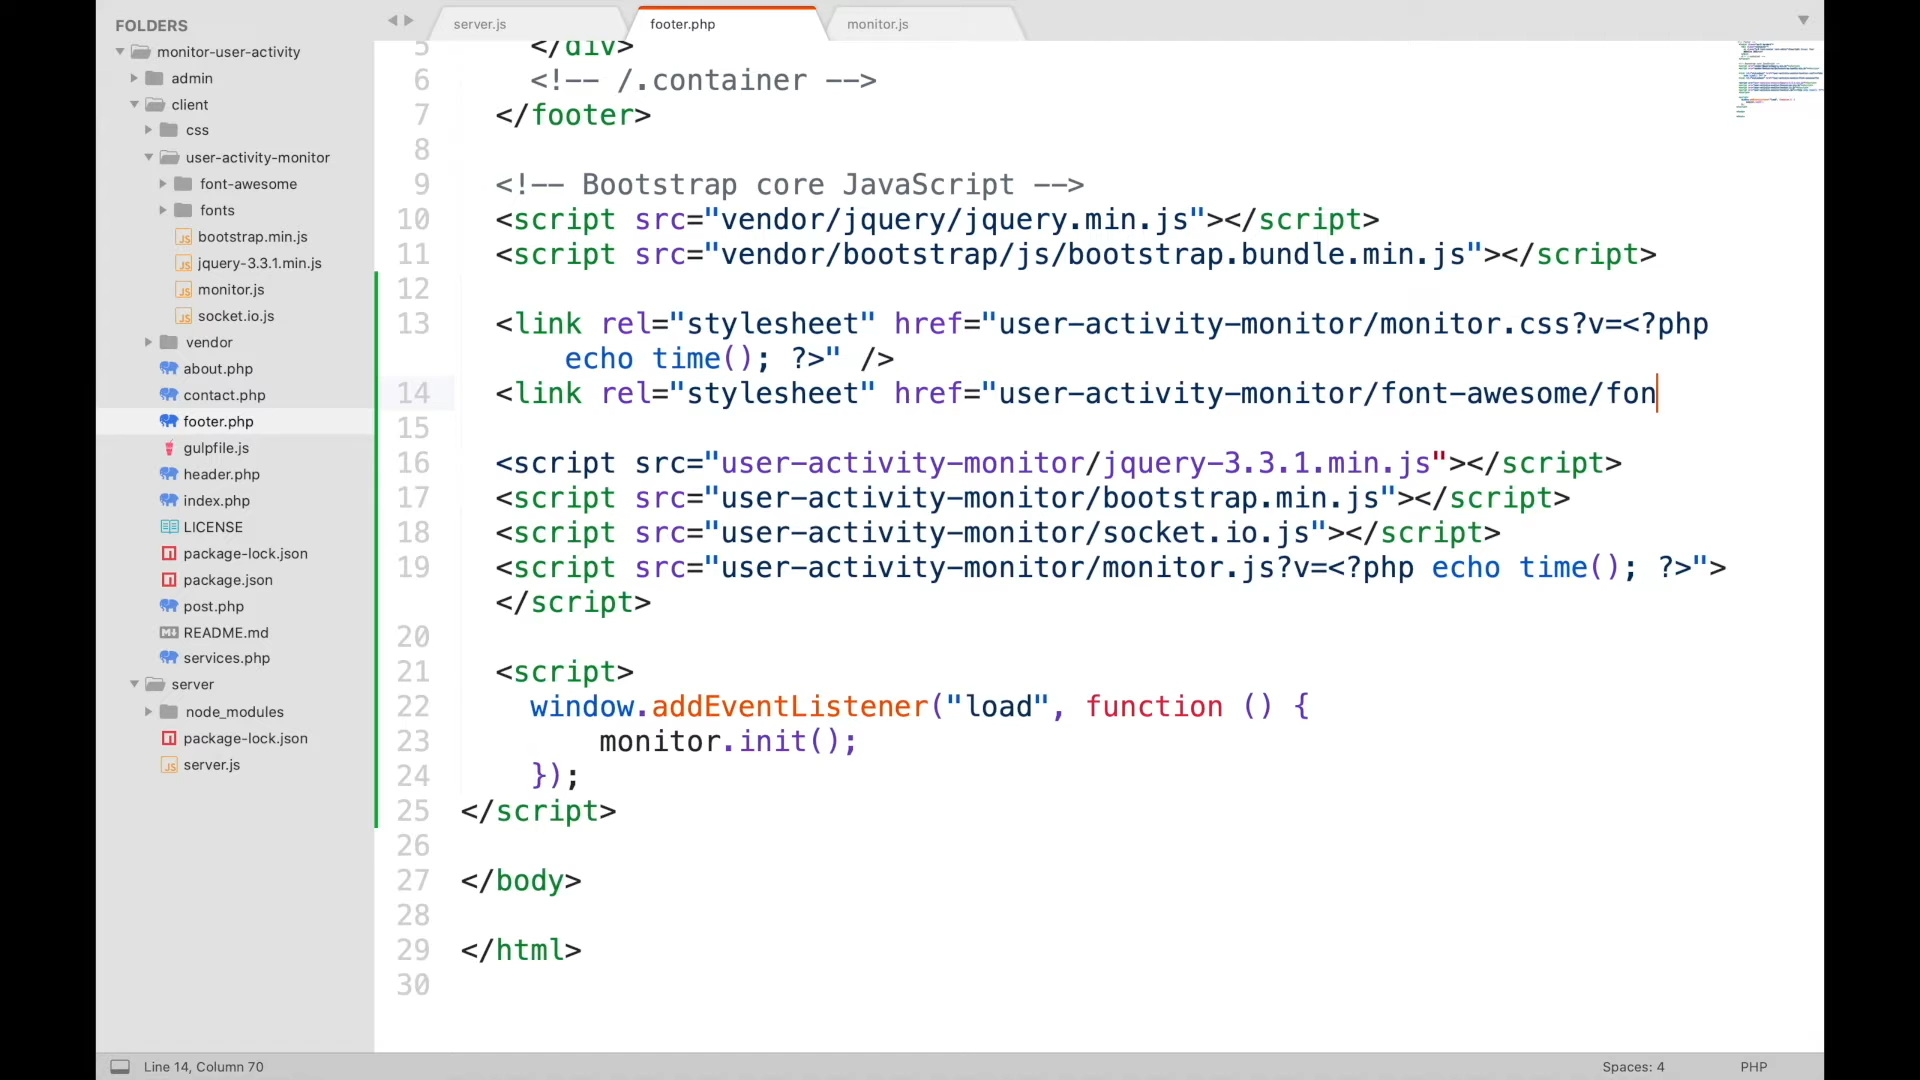 FOLDERS
monitor-user-activity
admin
client
css
user-activity-monitor
font-awesome
fonts
bootstrap.min.js
jquery-3.3.1.min.js
monitor.js
socket.io.js
vendor
about.php
contact.php
footer.php
gulpfile.js
header.php
index.php
LICENSE
package-lock.json
package.json
post.php
README.md
services.php
server
node_modules
package-lock.json
server.js
server.js
footer.php
monitor.js
5 </div>
6 <!-- /.container -->
7 </footer>
8
9 <!-- Bootstrap core JavaScript -->
10 <script src="vendor/jquery/jquery.min.js"></script>
11 <script src="vendor/bootstrap/js/bootstrap.bundle.min.js"></script>
12
13 <link rel="stylesheet" href="user-activity-monitor/monitor.css?v=<?php
echo time(); ?>" />
14 <link rel="stylesheet" href="user-activity-monitor/font-awesome/fon
15
16 <script src="user-activity-monitor/jquery-3.3.1.min.js"></script>
17 <script src="user-activity-monitor/bootstrap.min.js"></script>
18 <script src="user-activity-monitor/socket.io.js"></script>
19 <script src="user-activity-monitor/monitor.js?v=<?php echo time(); ?>">
</script>
20
21 <script>
22 window.addEventListener("load", function () {
23 monitor.init();
24 });
25 </script>
26
27 </body>
28
29 </html>
30
Line 14, Column 70
Spaces: 4
PHP